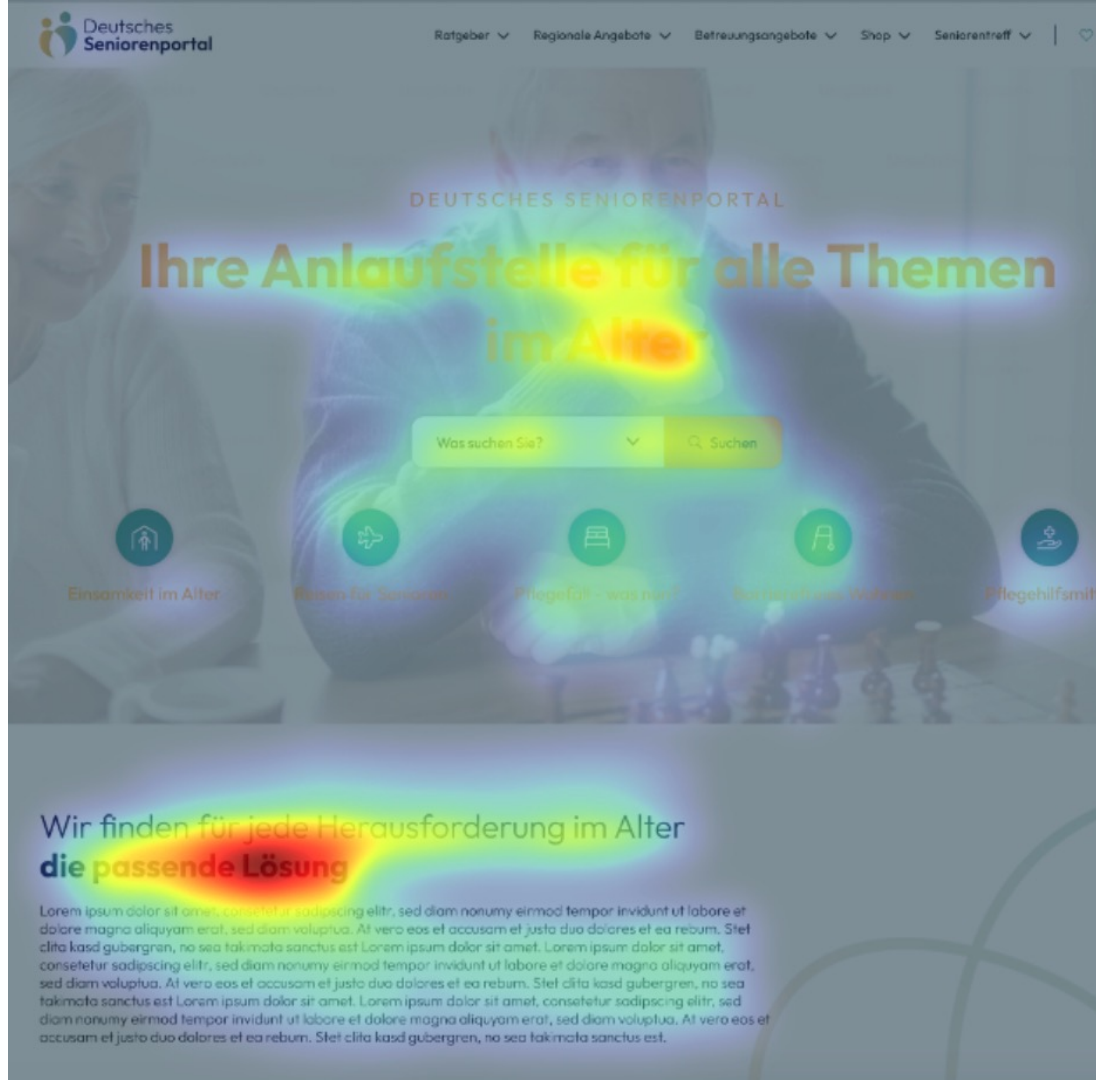 Deutsches
Seniorenportal
Ratgeber
Regionale Angebote
Betreuungsangebote
Shop
Seniorentreff
DEUTSCHES SENIORENPORTAL
Ihre Anlaufstelle für alle Themen
im Alter
Was suchen Sie?
Suchen
Einsamkeit im Alter
Reisen für Senioren
Pflegefall - was nun?
Barrierefreies Wohnen
Pflegehilfsmit
Wir finden für jede Herausforderung im Alter
die passende Lösung
Lorem ipsum dolor sit amet, consetetur sadipscing elitr, sed diam nonumy eirmod tempor invidunt ut labore et
dolore magna aliquyam erat, sed diam voluptua. At vero eos et accusam et justo duo dolores et ea rebum. Stet
clita kasd gubergren, no sea takimata sanctus est Lorem ipsum dolor sit amet. Lorem ipsum dolor sit amet,
consetetur sadipscing elitr, sed diam nonumy eirmod tempor invidunt ut labore et dolore magna aliquyam erat,
sed diam voluptua. At vero eos et accusam et justo duo dolores et ea rebum. Stet clita kasd gubergren, no sea
takimata sanctus est Lorem ipsum dolor sit amet. Lorem ipsum dolor sit amet, consetetur sadipscing elitr, sed
diam nonumy eirmod tempor invidunt ut labore et dolore magna aliquyam erat, sed diam voluptua. At vero eos et
accusam et justo duo dolores et ea rebum. Stet clita kasd gubergren, no sea takimata sanctus est.